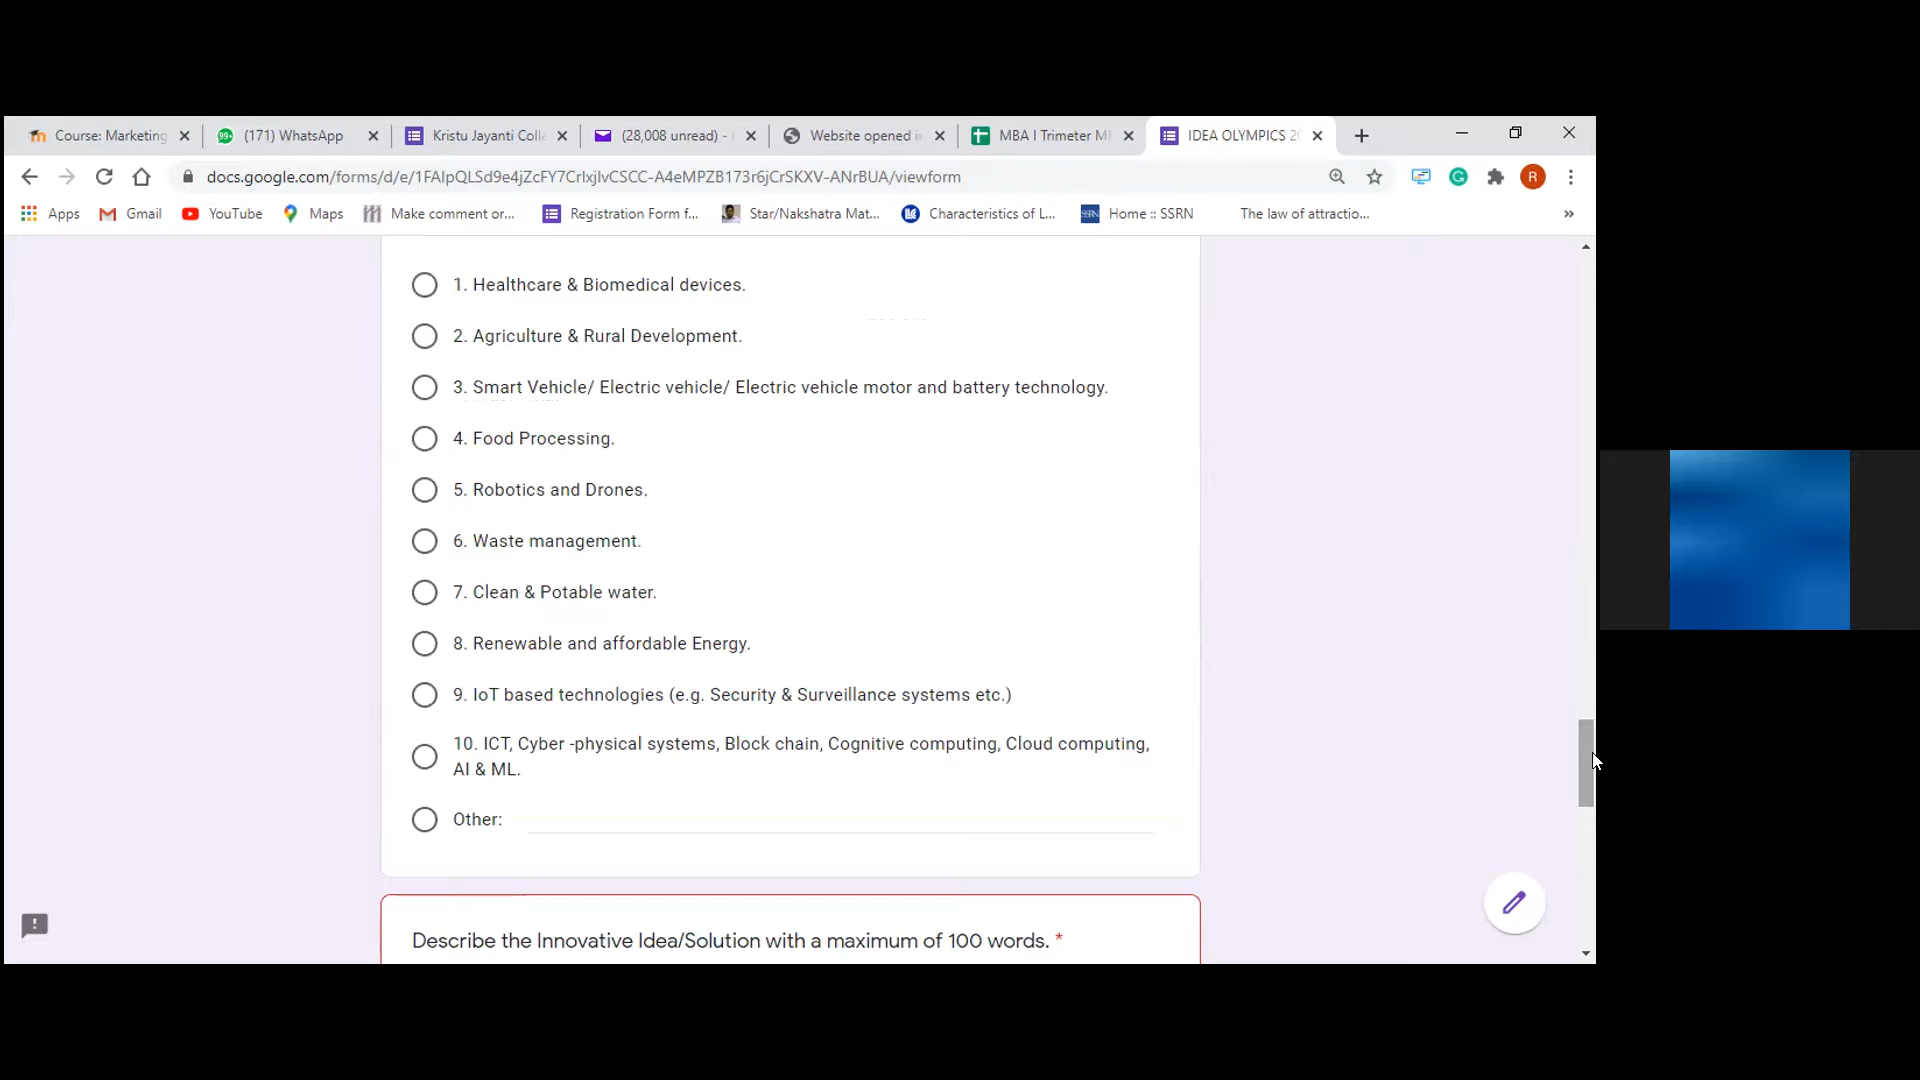 Course: Marketing
(171) WhatsApp
Kristu Jayanti Coll
(28,008 unread) -
Website opened i
MBA I Trimeter M
IDEA OLYMPICS 20
docs.google.com/forms/d/e/1FAIpQLSd9e4jZcFY7CrIxjIvCSCC-A4eMPZB173r6jCrSKXV-ANrBUA/viewform
R
Apps
Gmail
YouTube
Maps
Make comment or...
Registration Form f...
Star/Nakshatra Mat...
Characteristics of L...
SSRN
Home :: SSRN
The law of attractio...
»
1. Healthcare & Biomedical devices.
2. Agriculture & Rural Development.
3. Smart Vehicle/ Electric vehicle/ Electric vehicle motor and battery technology.
4. Food Processing.
5. Robotics and Drones.
6. Waste management.
7. Clean & Potable water.
8. Renewable and affordable Energy.
9. IoT based technologies (e.g. Security & Surveillance systems etc.)
10. ICT, Cyber -physical systems, Block chain, Cognitive computing, Cloud computing,
AI & ML.
Other:
Describe the Innovative Idea/Solution with a maximum of 100 words. *